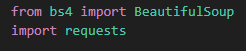 from bs4 import BeautifulSoup
import requests